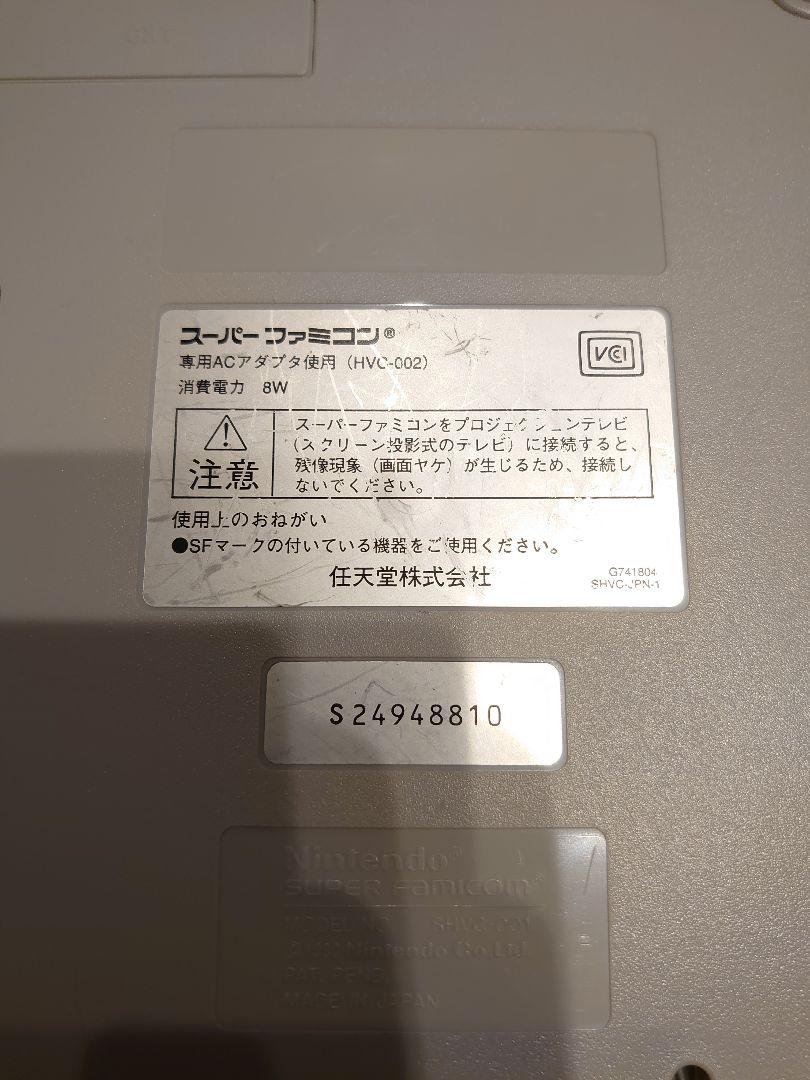 EXT
スーパーファミコン®
専用ACアダプタ使用（HVC-002）
消費電力 8W
VCCI
注意
スーパーファミコンをプロジェクションテレビ
（スクリーン投影式のテレビ）に接続すると、
残像現象（画面ヤケ）が生じるため、接続し
ないでください。
使用上のおねがい
●SFマークの付いている機器をご使用ください。
任天堂株式会社
G741804
SHVC-JPN-1
S24948810
Nintendo®
SUPER FAMICOM
MODEL NO. SHVC-001
Nintendo Co.,Ltd.
PAT. PEND.
MADE IN JAPAN